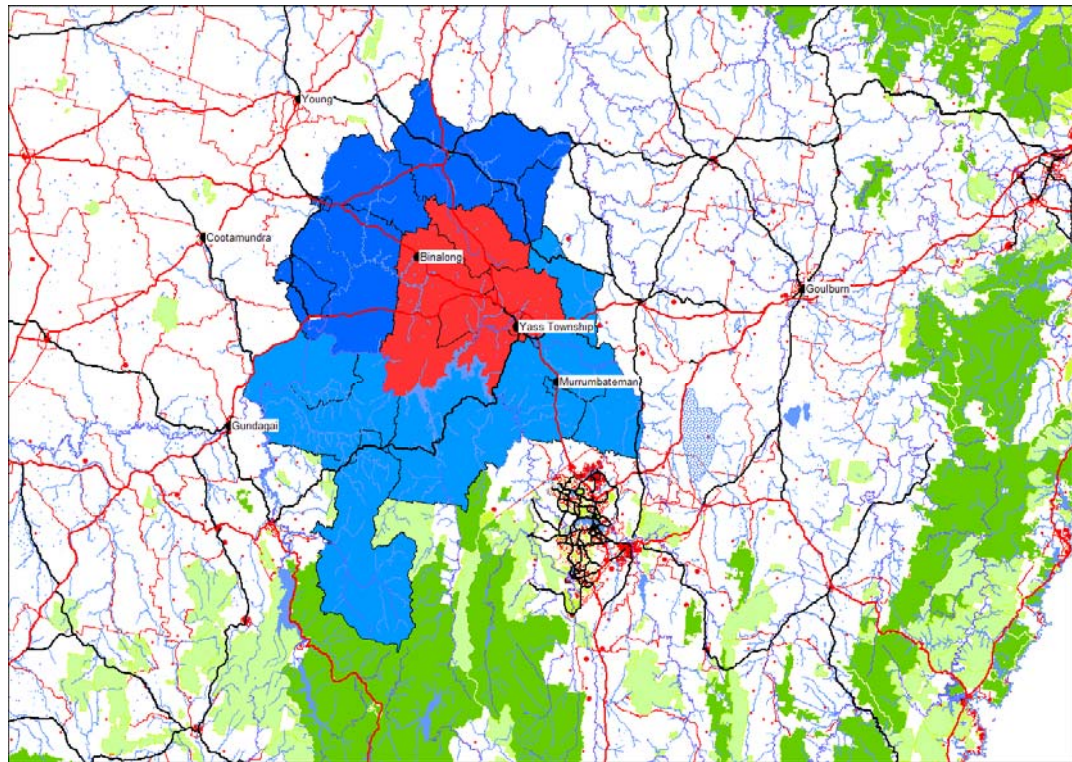 Young
Cootamundra
Binalong
Goulburn
Yass Township
Murrumbateman
Gundagai